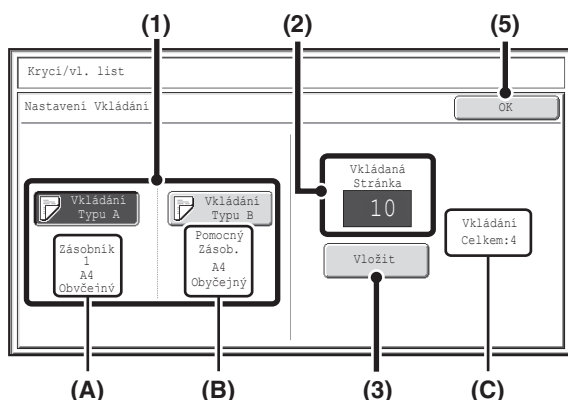 (1)
(2)
(5)
Krycí/vl. list
Nastavení Vkládání
OK
Vkládání
Typu A
Vkládání
Typu B
Zásobník
1
A4
Obyčejný
Pomocný
Zásob.
A4
Obyčejný
Vkládaná
Stránka
10
Vložit
Vkládání
Celkem:4
(A)
(B)
(3)
(C)